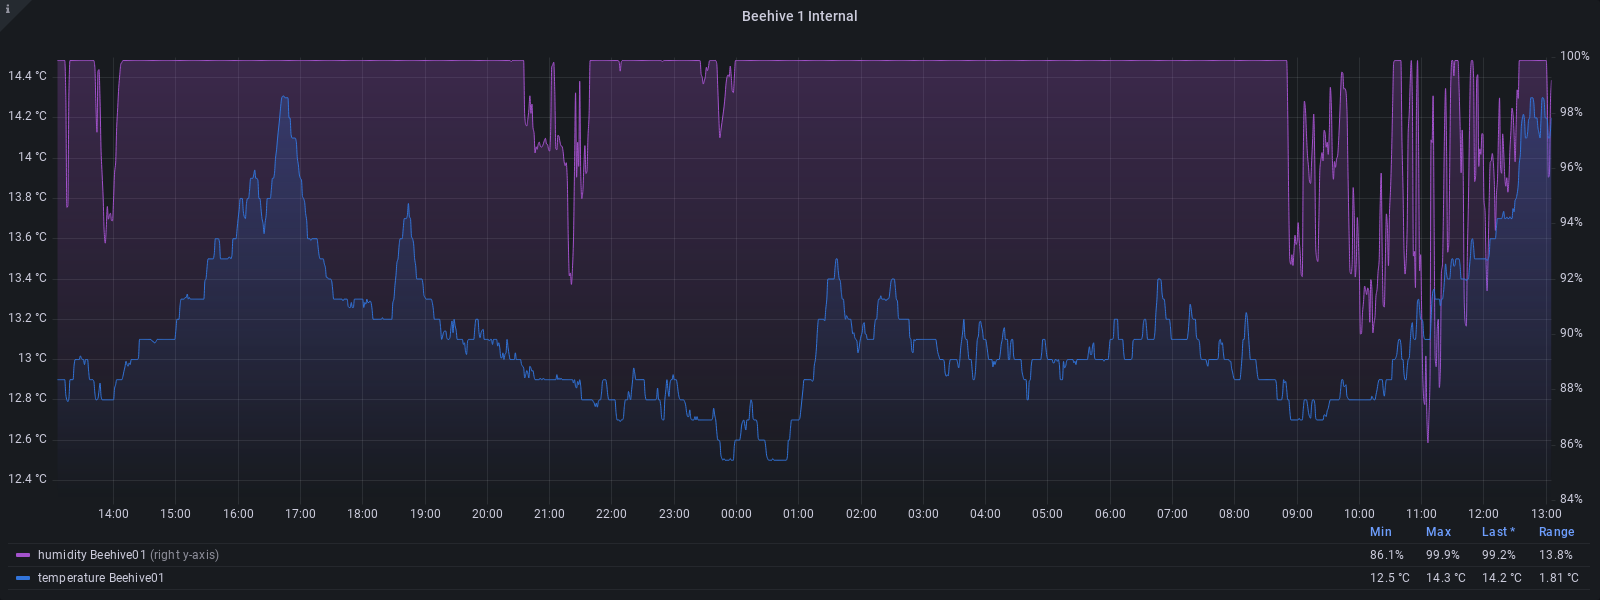 i
Beehive 1 Internal
14.4 °C
14.2 °C
14 °C
13.8 °C
13.6 °C
13.4 °C
13.2 °C
13 °C
12.8 °C
12.6 °C
12.4 °C
100%
98%
96%
94%
92%
90%
88%
86%
84%
14:00 15:00 16:00 17:00 18:00 19:00 20:00 21:00 22:00 23:00 00:00 01:00 02:00 03:00 04:00 05:00 06:00 07:00 08:00 09:00 10:00 11:00 12:00 13:00
Min Max Last * Range
humidity Beehive01 (right y-axis) 86.1% 99.9% 99.2% 13.8%
temperature Beehive01 12.5 °C 14.3 °C 14.2 °C 1.81 °C